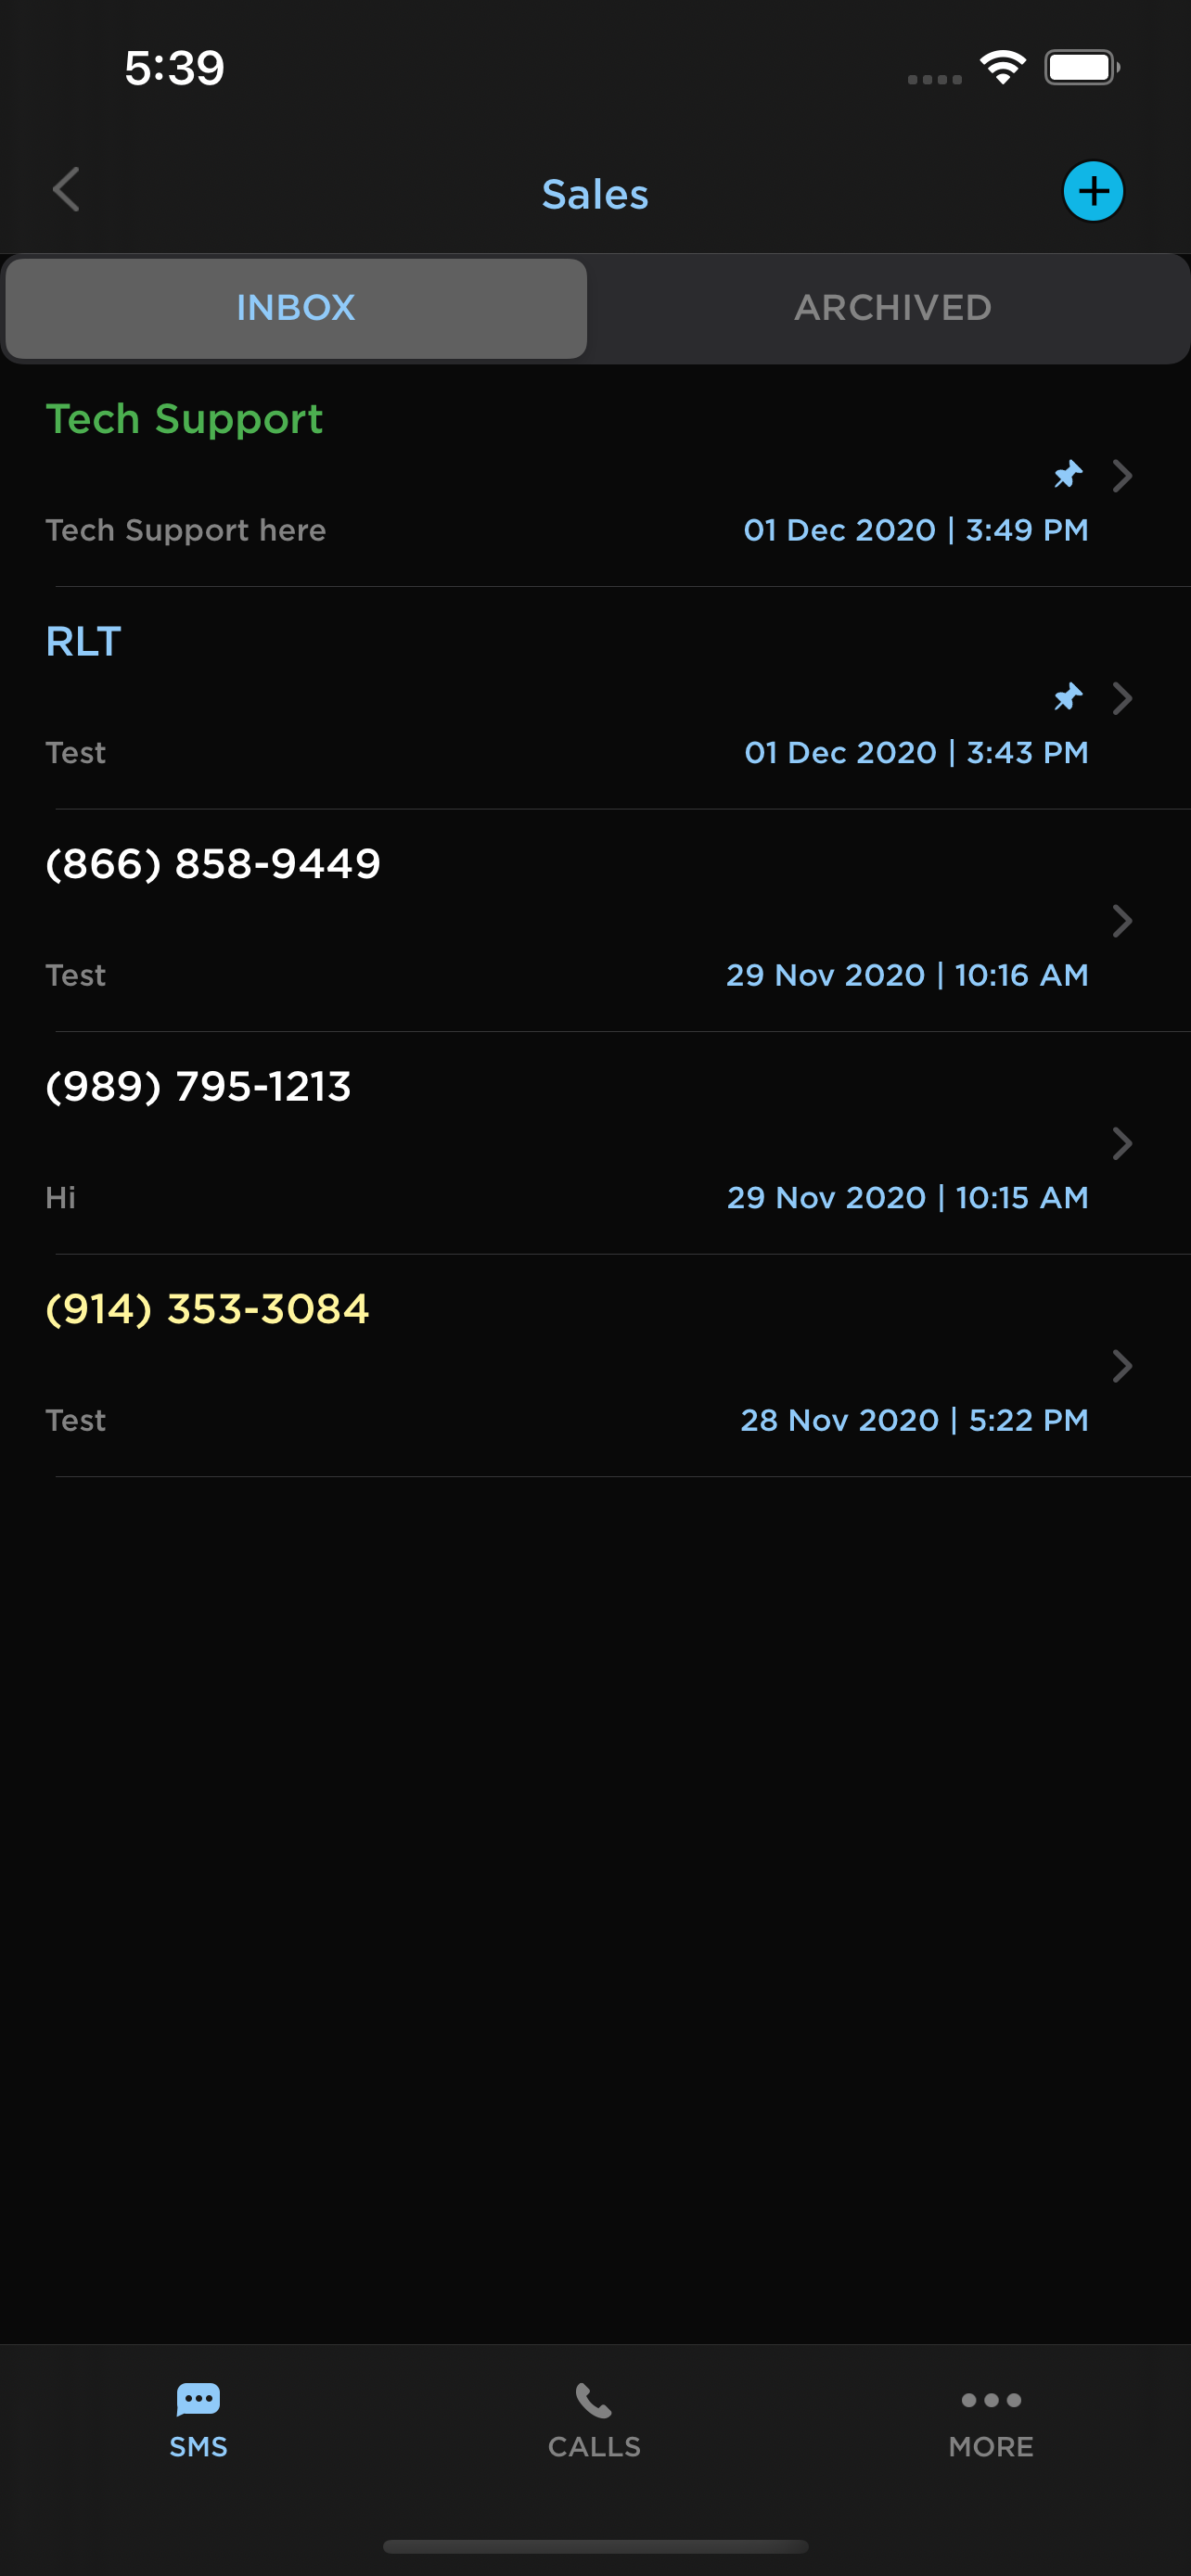 5:39
Sales
INBOX
ARCHIVED
Tech Support
Tech Support here
01 Dec 2020 | 3:49 PM
RLT
Test
01 Dec 2020 | 3:43 PM
(866) 858-9449
Test
29 Nov 2020 | 10:16 AM
(989) 795-1213
Hi
29 Nov 2020 | 10:15 AM
(914) 353-3084
Test
28 Nov 2020 | 5:22 PM
SMS
CALLS
MORE